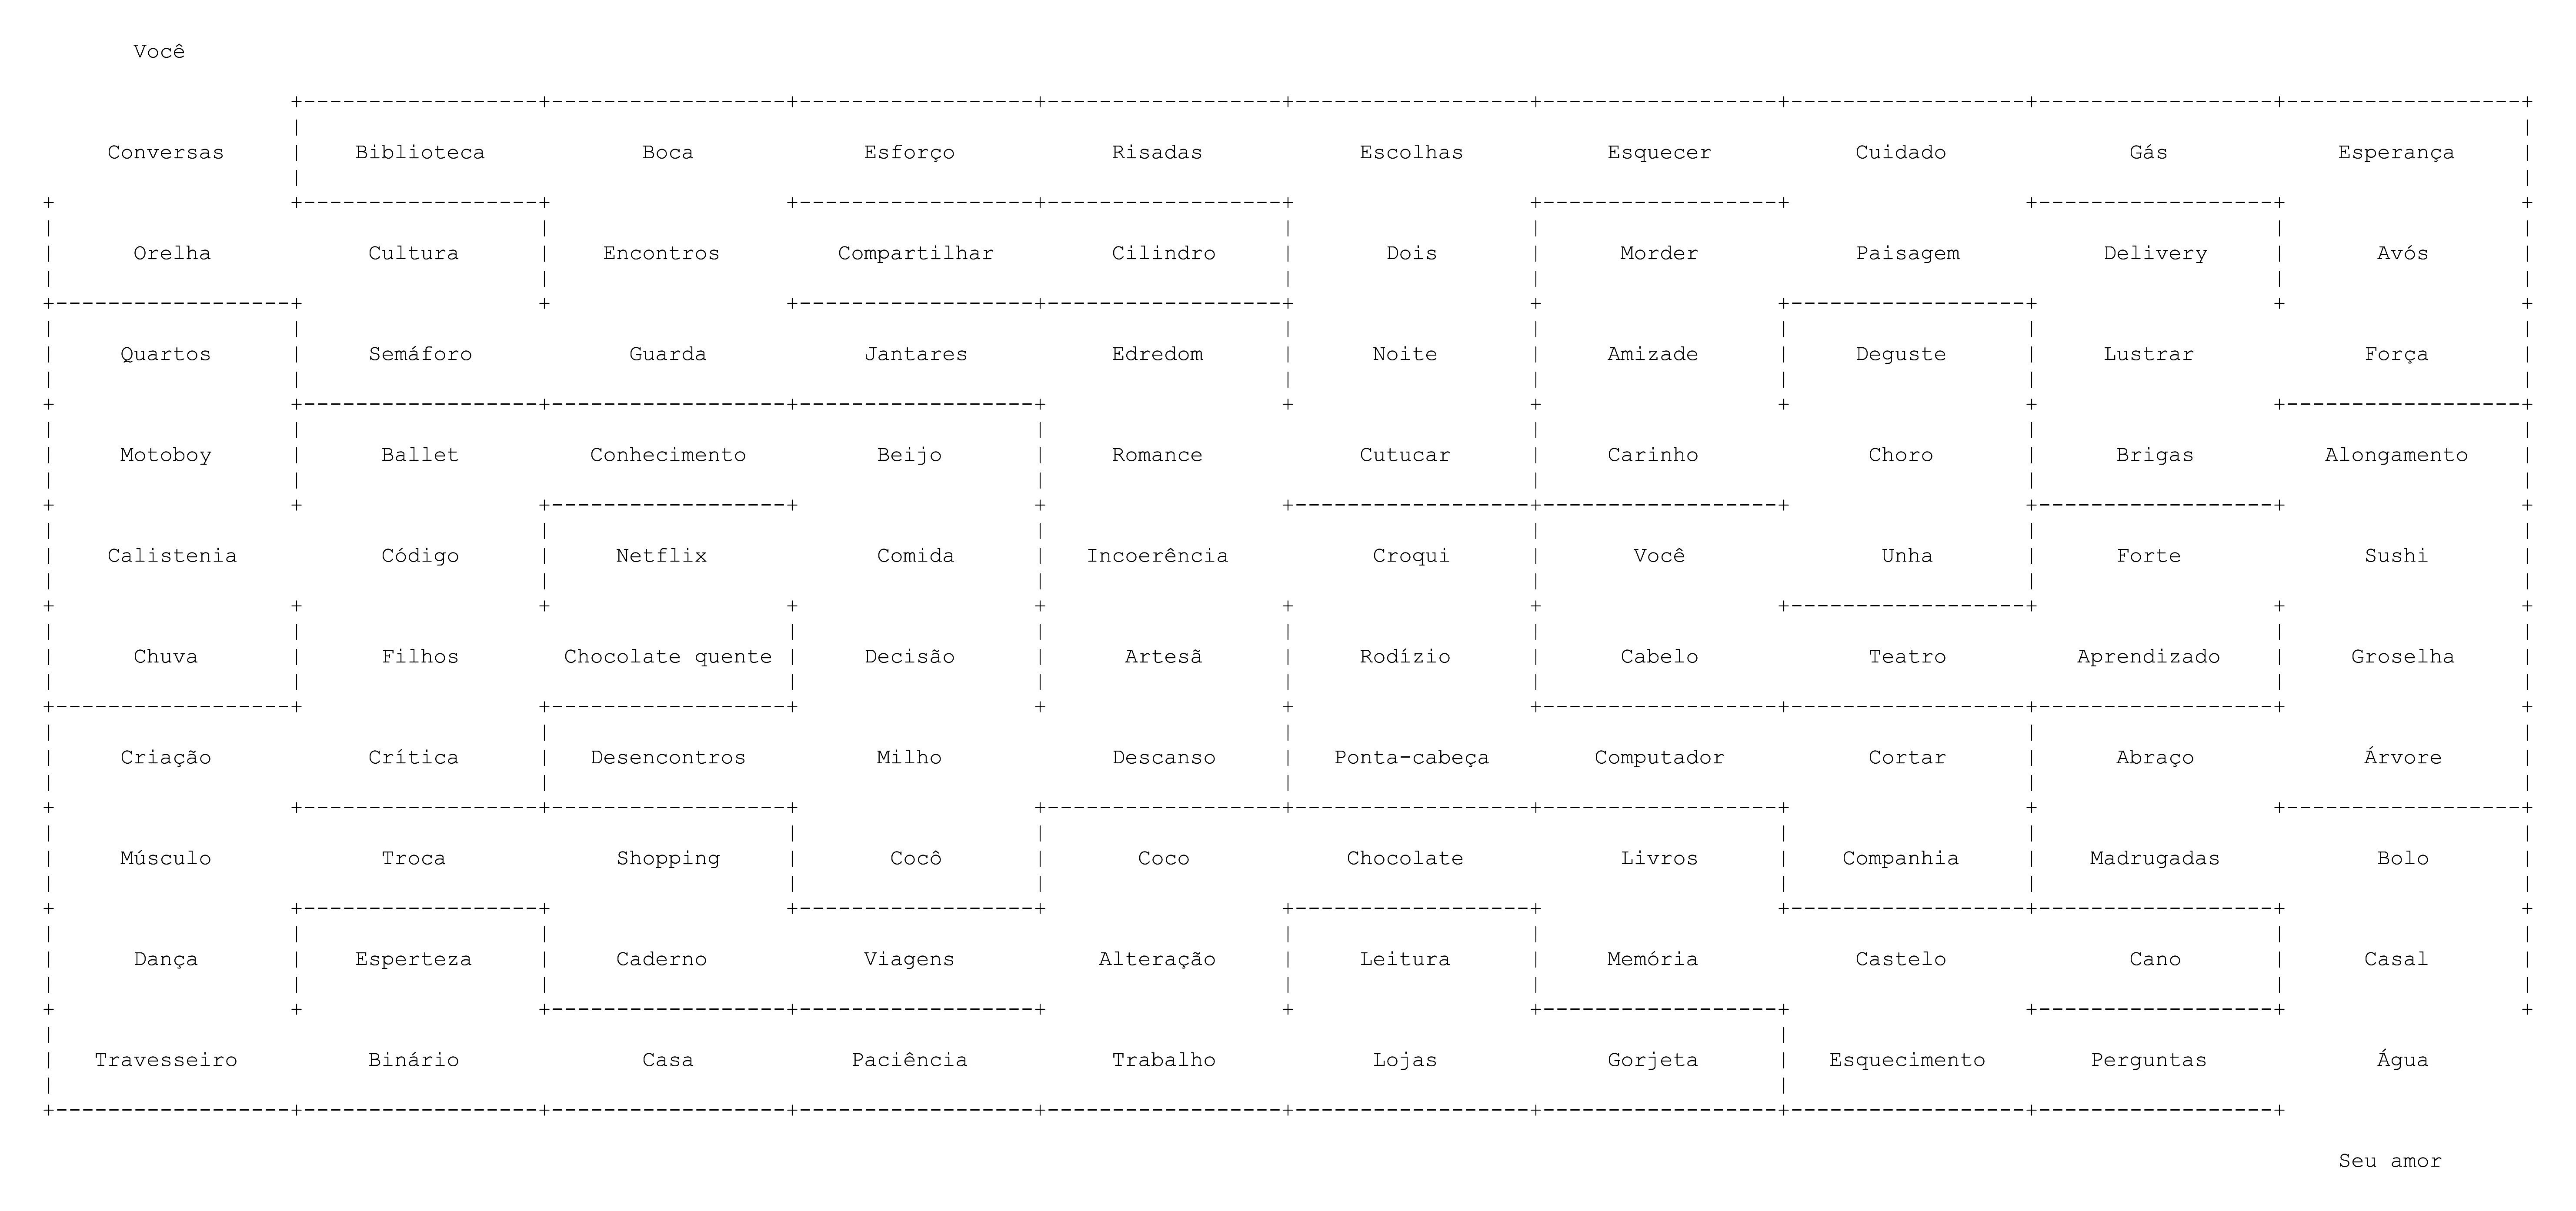 Você
Conversas Biblioteca Boca Esforço Risadas Escolhas Esquecer Cuidado Gás Esperança
Orelha Cultura Encontros Compartilhar Cilindro Dois Morder Paisagem Delivery Avós
Quartos Semáforo Guarda Jantares Edredom Noite Amizade Deguste Lustrar Força
Motoboy Ballet Conhecimento Beijo Romance Cutucar Carinho Choro Brigas Alongamento
Calistenia Código Netflix Comida Incoerência Croqui Você Unha Forte Sushi
Chuva Filhos Chocolate quente Decisão Artesã Rodízio Cabelo Teatro Aprendizado Groselha
Criação Crítica Desencontros Milho Descanso Ponta-cabeça Computador Cortar Abraço Árvore
Músculo Troca Shopping Cocô Coco Chocolate Livros Companhia Madrugadas Bolo
Dança Esperteza Caderno Viagens Alteração Leitura Memória Castelo Cano Casal
Travesseiro Binário Casa Paciência Trabalho Lojas Gorjeta Esquecimento Perguntas Água
Seu amor